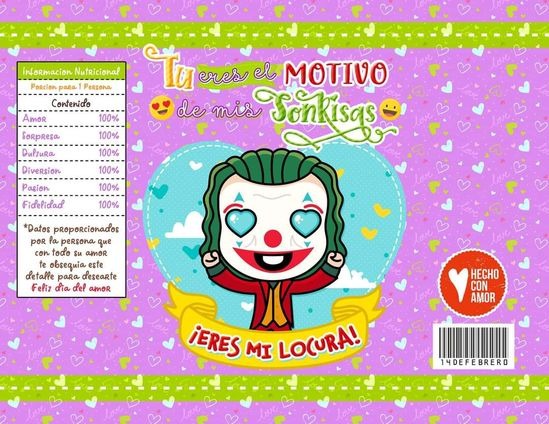 Tu eres el MOTIVO
de mis Sonrisas
Informacion Nutricional
Porcion para 1 Persona
Contenido
Amor 100%
Sorpresa 100%
Dulsura 100%
Diversion 100%
Pasion 100%
Fidelidad 100%
*Datos proporcionados
por la persona que
con todo su amor
te obsequia este
detalle para desearte
Feliz dia del amor
¡ERES MI LOCURA!
HECHO
CON
AMOR
14DEFEBRERO
love